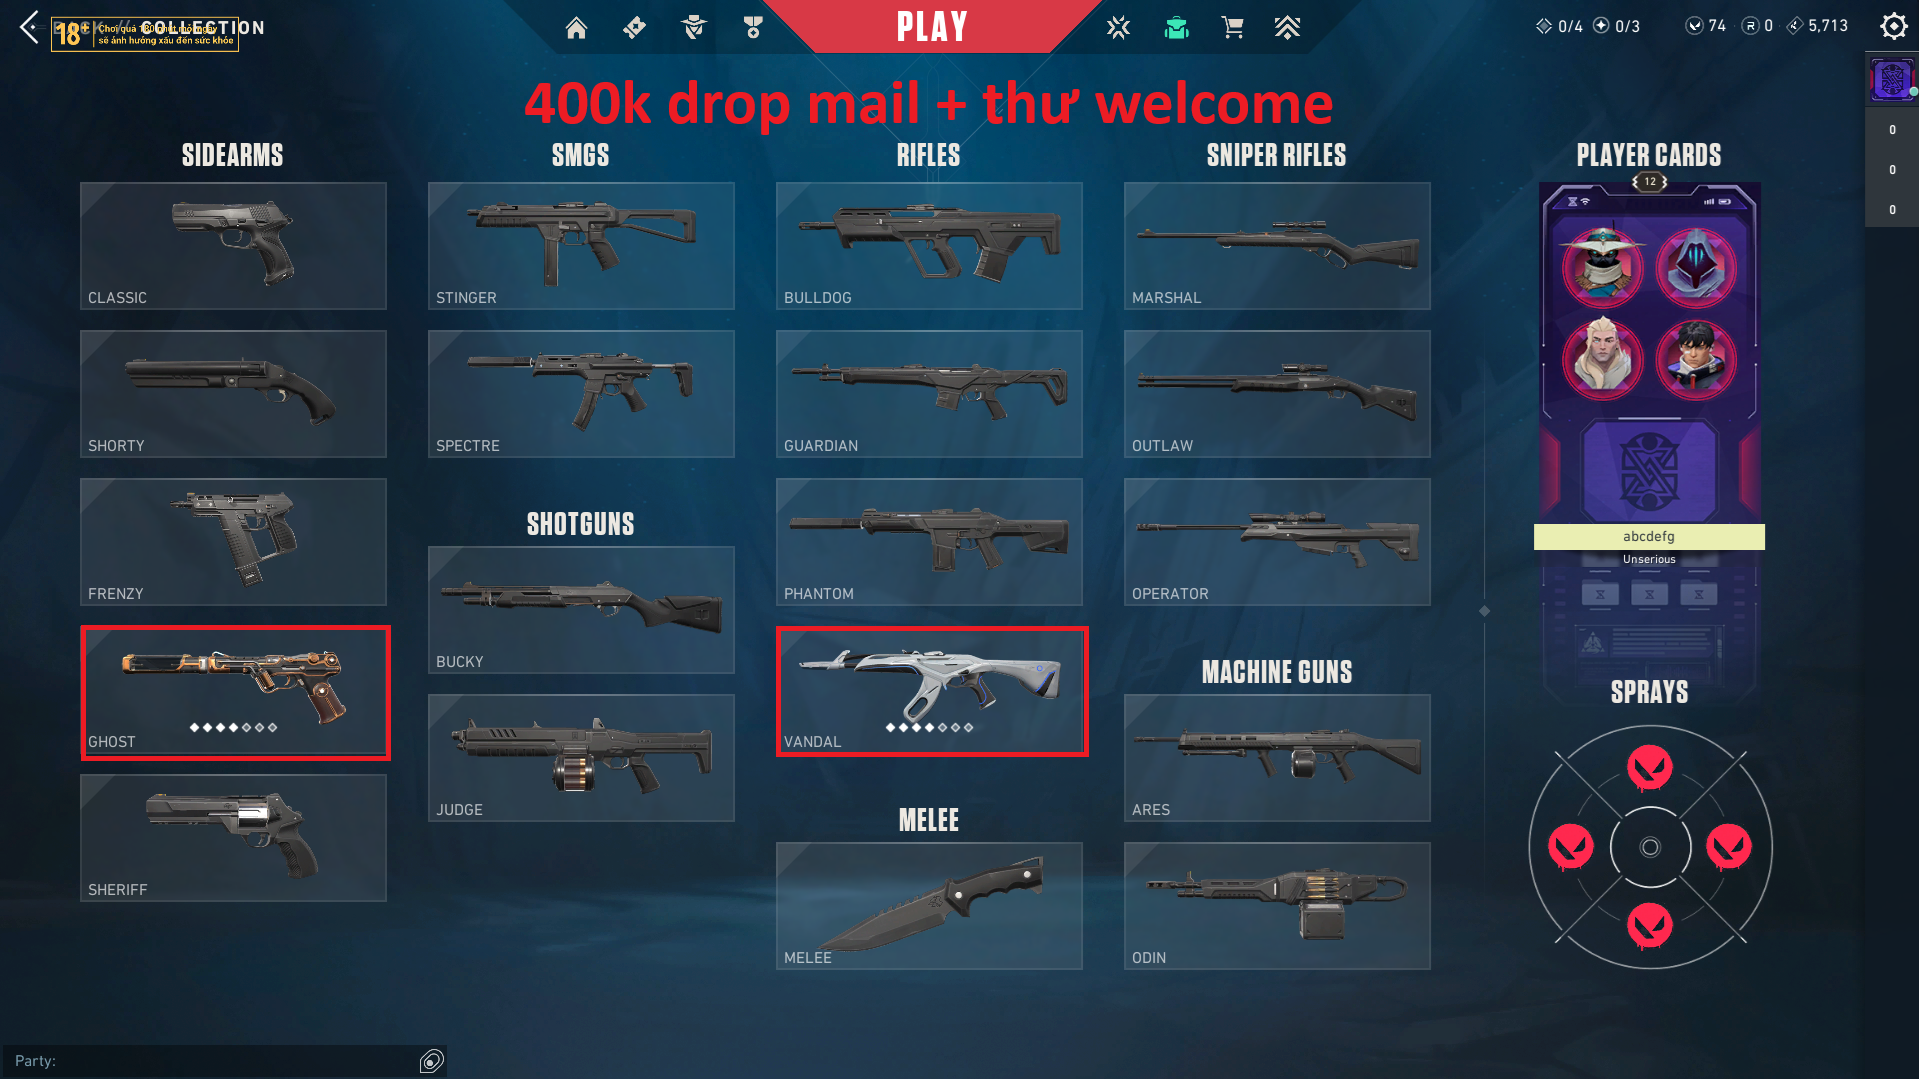 BACK // COLLECTION
18+
Chơi quá 180 phút một ngày
sẽ ảnh hưởng xấu đến sức khỏe
PLAY
0/4 0/3 74 R 0 5,713
400k drop mail + thư welcome
SIDEARMS
CLASSIC
SHORTY
FRENZY
GHOST
SHERIFF
SMGS
STINGER
SPECTRE
SHOTGUNS
BUCKY
JUDGE
RIFLES
BULLDOG
GUARDIAN
PHANTOM
VANDAL
MELEE
MELEE
SNIPER RIFLES
MARSHAL
OUTLAW
OPERATOR
MACHINE GUNS
ARES
ODIN
PLAYER CARDS
12
abcdefg
Unserious
SPRAYS
0
0
0
Party: